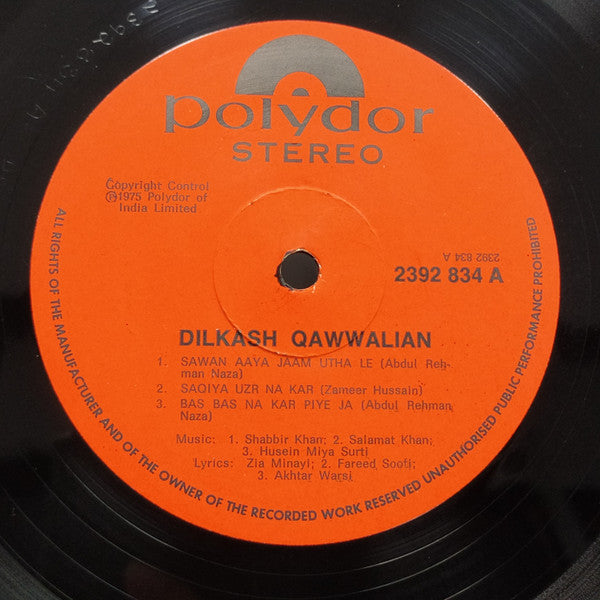 polydor
STEREO
Copyright Control
Ⓟ1975 Polydor of
India Limited
2392 834 A
2392 834 A
DILKASH QAWWALIAN
1. SAWAN AAYA JAAM UTHA LE (Abdul Reh-
man Naza)
2. SAQIYA UZR NA KAR (Zameer Hussain)
3. BAS BAS NA KAR PIYE JA (Abdul Rehman
Naza)
Music: 1. Shabbir Khan; 2. Salamat Khan;
3. Husein Miya Surti
Lyrics: Zia Minayi; 2. Fareed Sooti;
3. Akhtar Warsi
ALL RIGHTS OF THE MANUFACTURER AND OF THE OWNER OF THE RECORDED WORK RESERVED UNAUTHORISED PUBLIC PERFORMANCE PROHIBITED